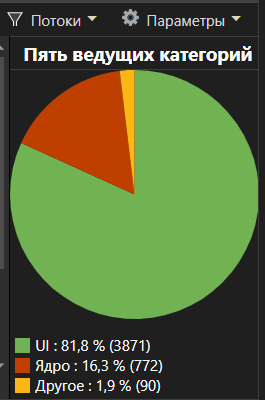 Потоки Параметры
Пять ведущих категорий
UI : 81,8 % (3871)
Ядро : 16,3 % (772)
Другое : 1,9 % (90)